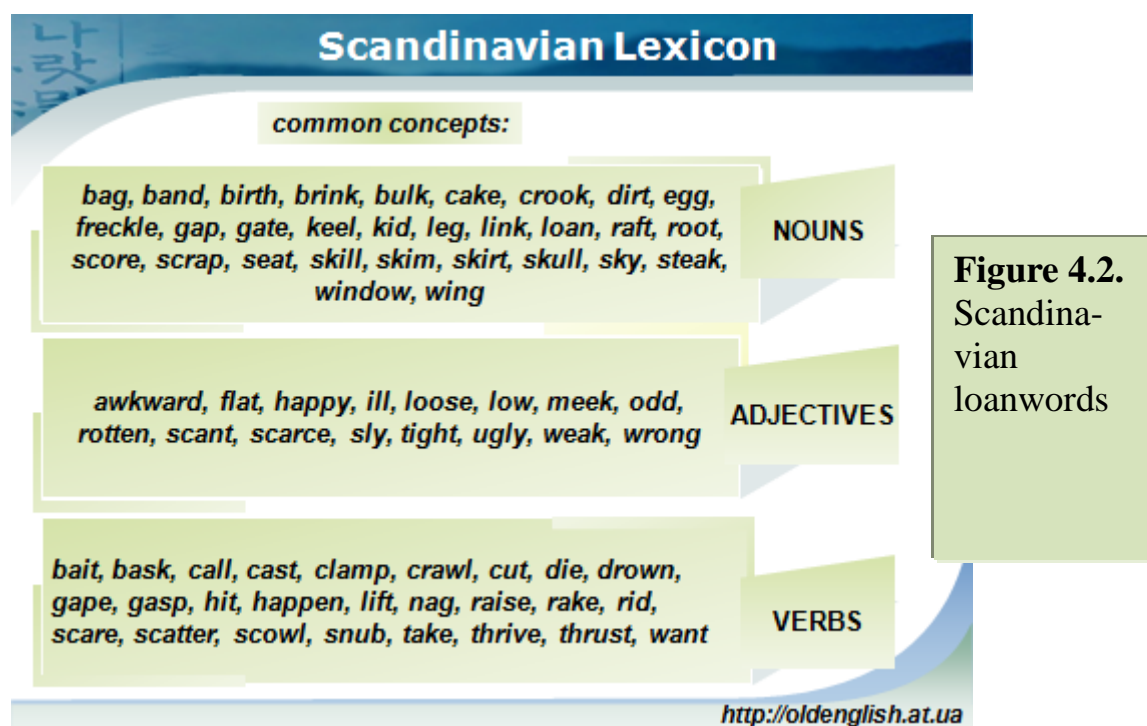 나
랏
Scandinavian Lexicon
common concepts:
bag, band, birth, brink, bulk, cake, crook, dirt, egg,
freckle, gap, gate, keel, kid, leg, link, loan, raft, root,
score, scrap, seat, skill, skim, skirt, skull, sky, steak,
window, wing
NOUNS
awkward, flat, happy, ill, loose, low, meek, odd,
rotten, scant, scarce, sly, tight, ugly, weak, wrong
ADJECTIVES
bait, bask, call, cast, clamp, crawl, cut, die, drown,
gape, gasp, hit, happen, lift, nag, raise, rake, rid,
scare, scatter, scowl, snub, take, thrive, thrust, want
VERBS
http://oldenglish.at.ua
Figure 4.2.
Scandina-
vian
loanwords